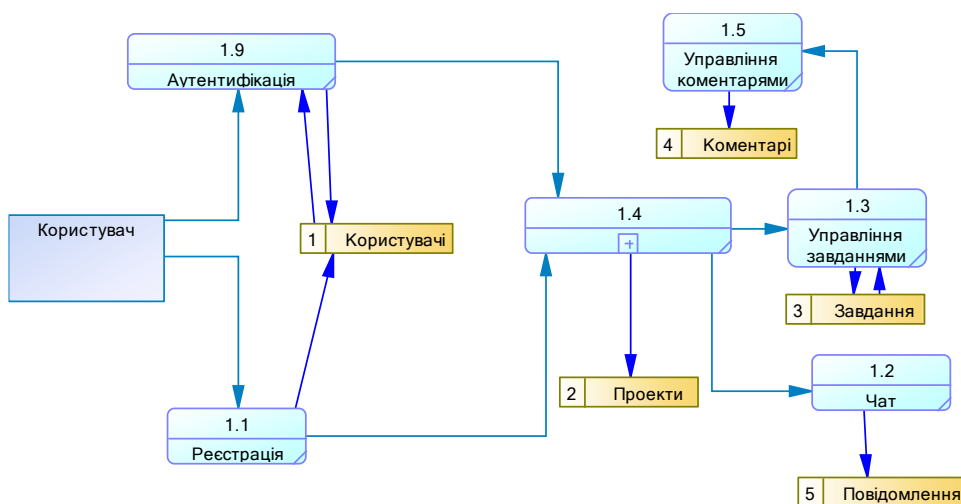 1.9
Аутентифікація
1.5
Управління
коментарями
4 Коментарі
Користувач
1 Користувачі
1.4
+
1.3
Управління
завданнями
3 Завдання
2 Проекти
1.2
Чат
1.1
Реєстрація
5 Повідомлення